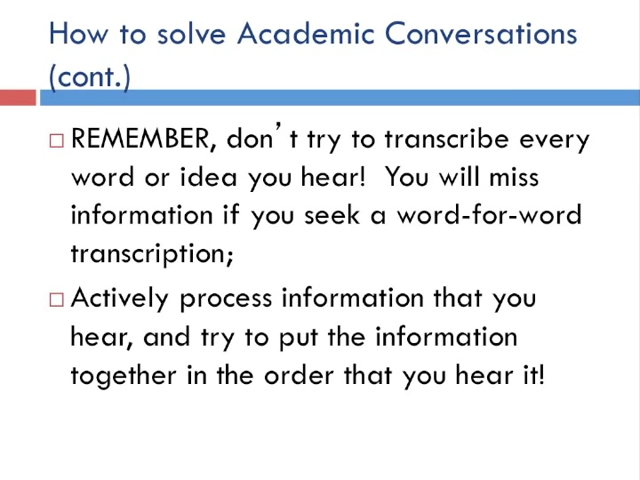 How to solve Academic Conversations
(cont.)
REMEMBER, don’t try to transcribe every
word or idea you hear! You will miss
information if you seek a word-for-word
transcription;
Actively process information that you
hear, and try to put the information
together in the order that you hear it!